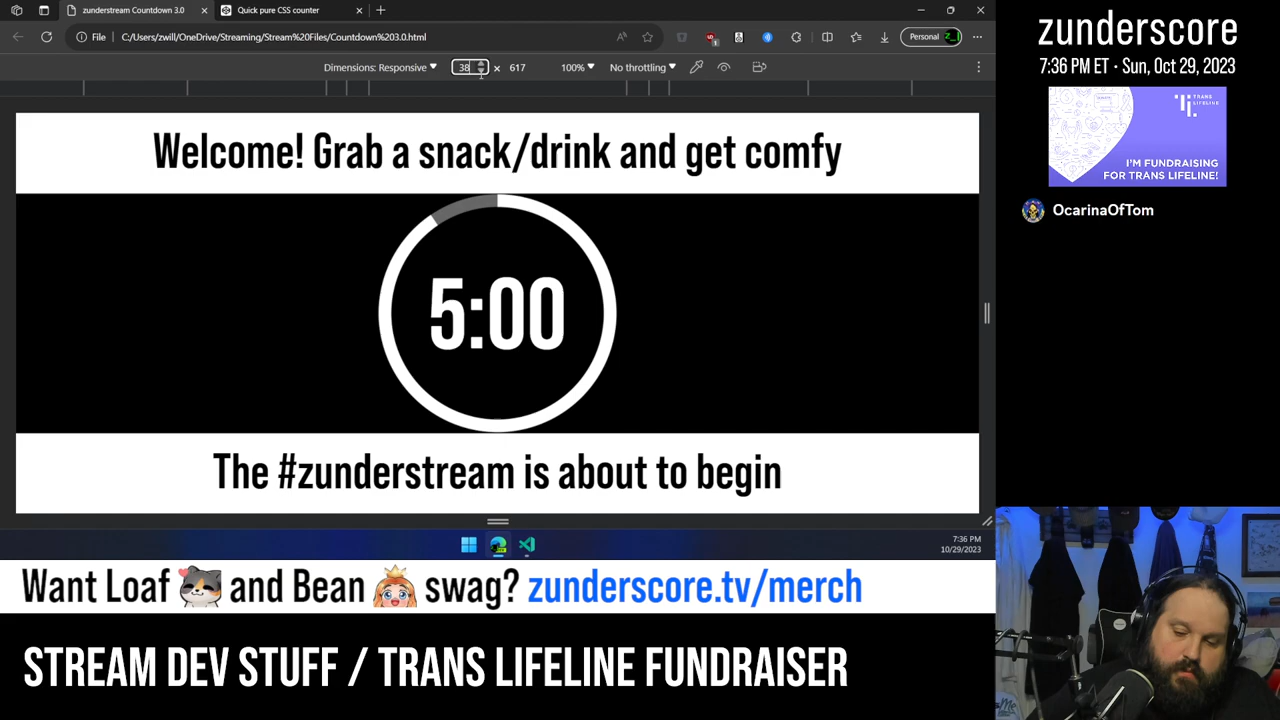 zunderstream Countdown 3.0
Quick pure CSS counter
File
C:/Users/zwill/OneDrive/Streaming/Stream%20Files/Countdown%203.0.html
Personal
Dimensions: Responsive
38
×
617
100%
No throttling
Welcome! Grab a snack/drink and get comfy
5:00
The #zunderstream is about to begin
7:36 PM
10/29/2023
Want Loaf and Bean swag? zunderscore.tv/merch
STREAM DEV STUFF / TRANS LIFELINE FUNDRAISER
zunderscore
7:36 PM ET · Sun, Oct 29, 2023
TRANS
LIFELINE
I'M FUNDRAISING
FOR TRANS LIFELINE!
OcarinaOfTom